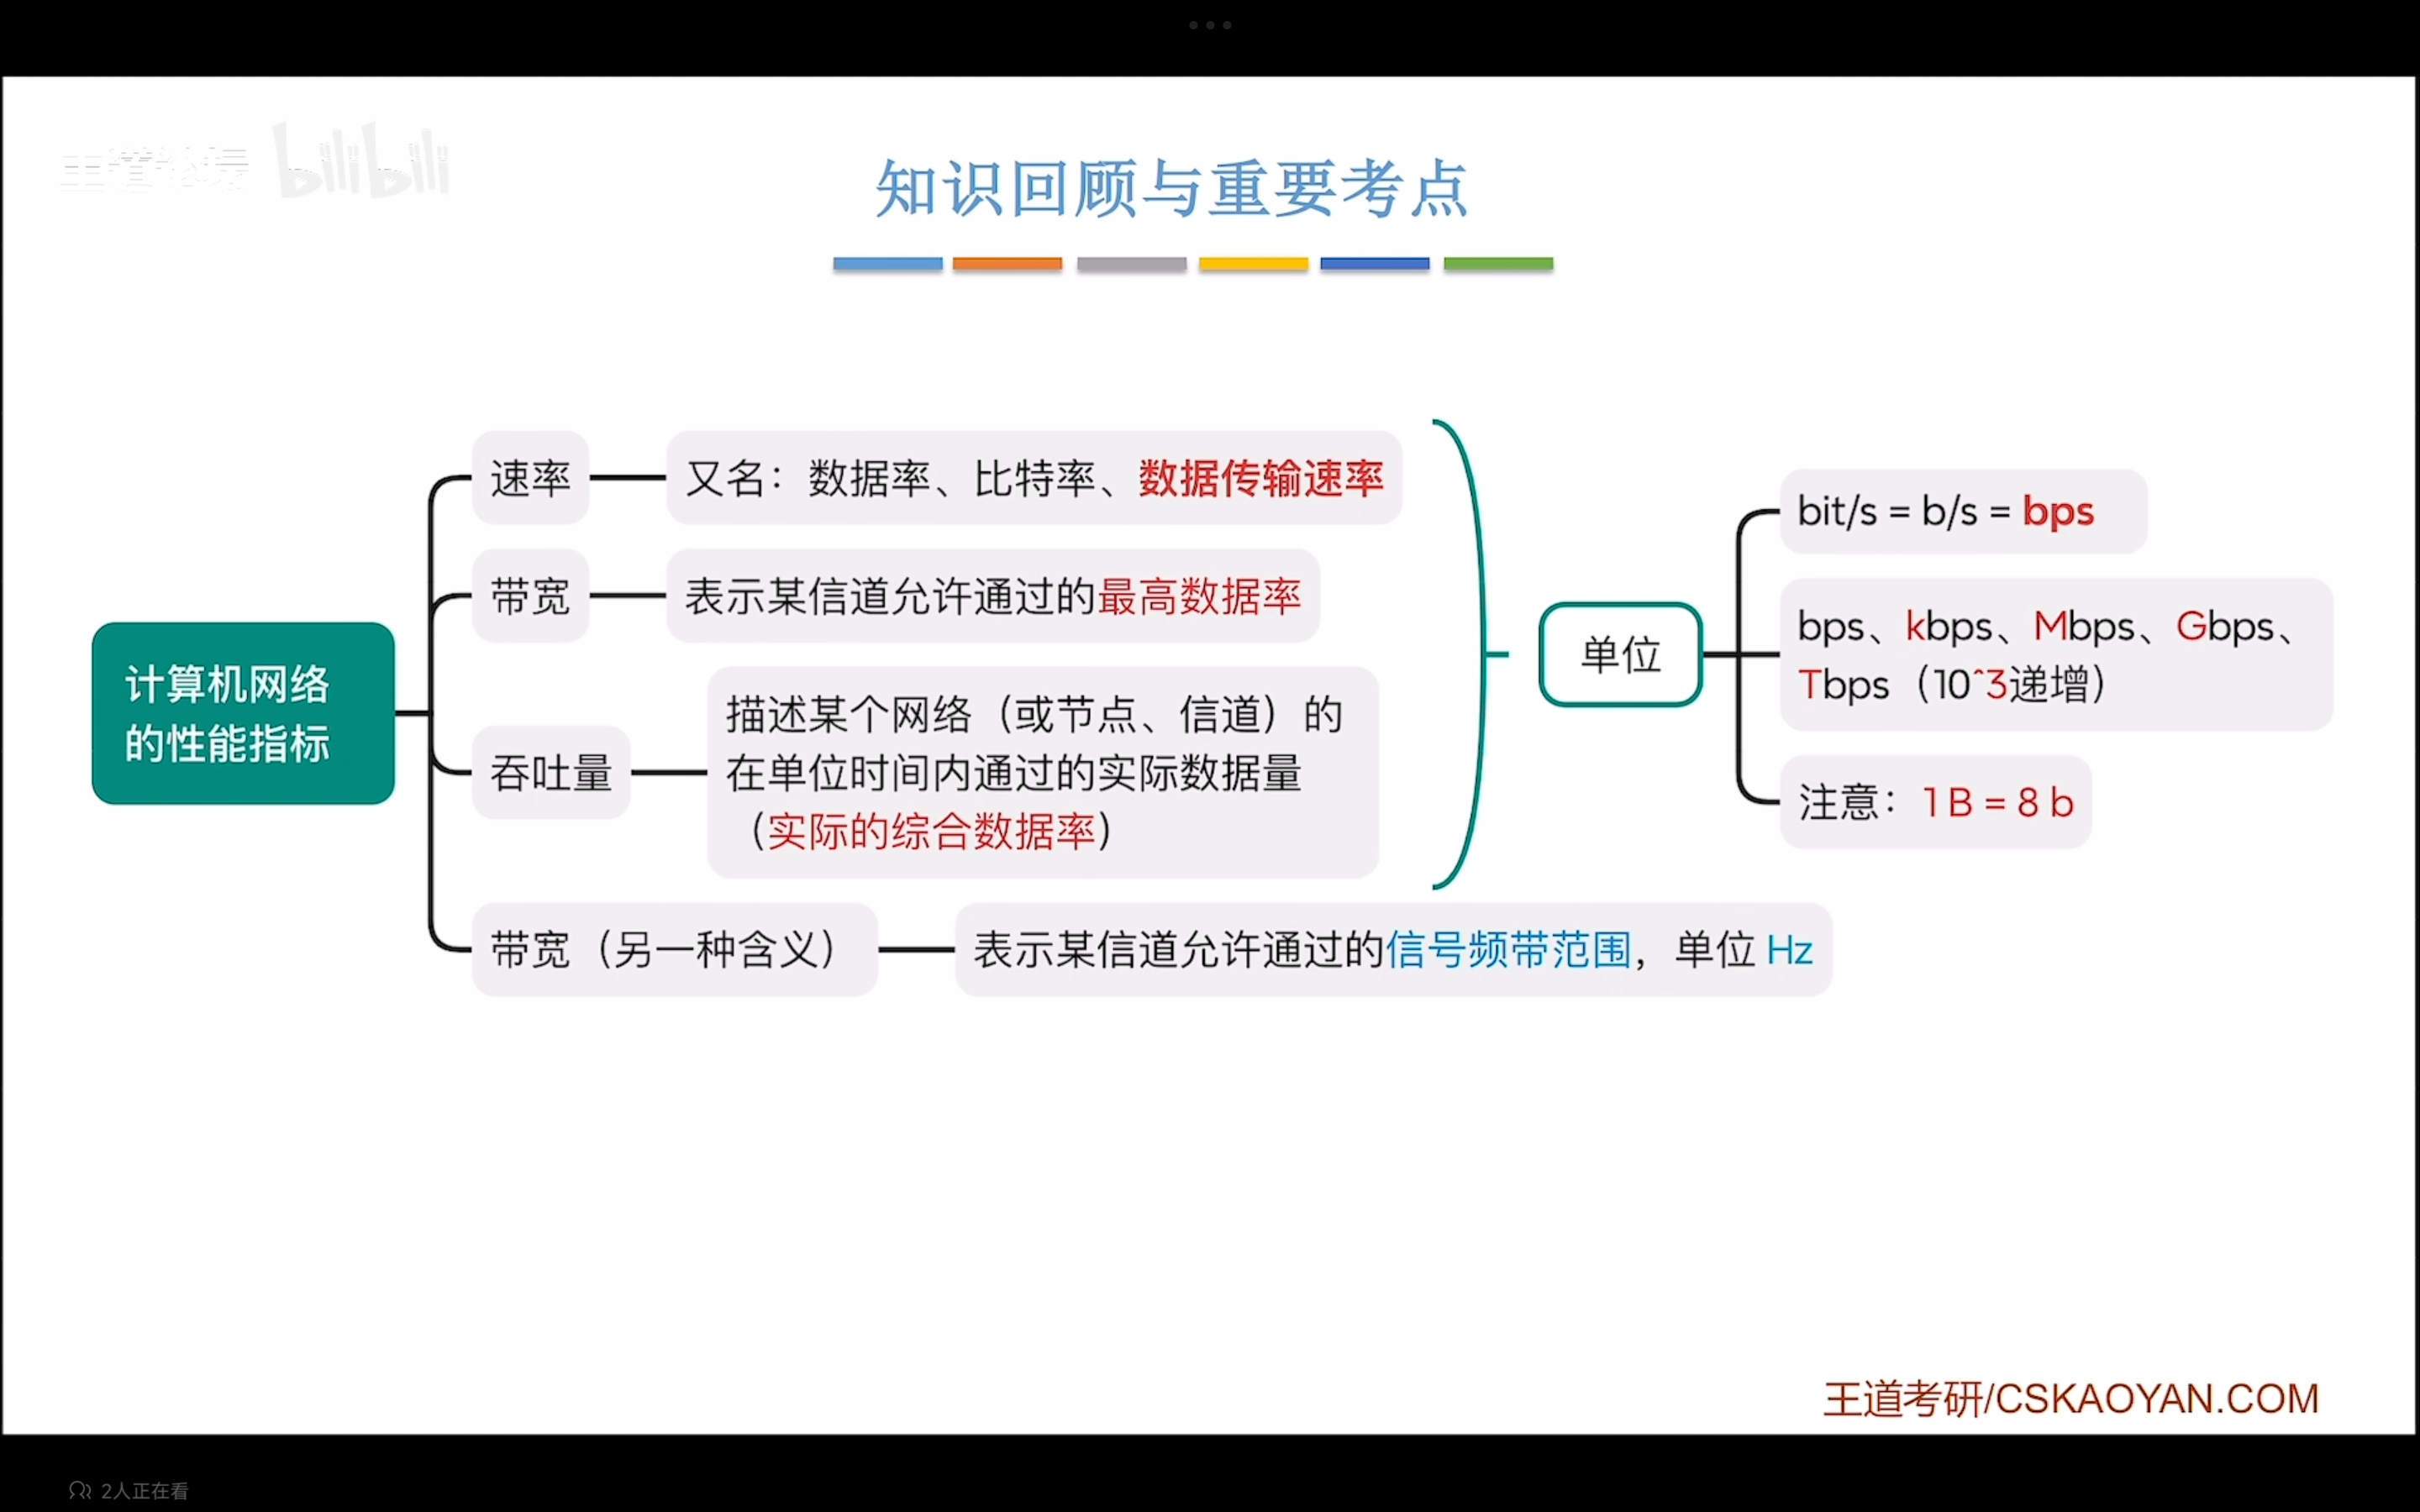 王道论坛 bilibili
知识回顾与重要考点
计算机网络
的性能指标
速率
又名：数据率、比特率、数据传输速率
带宽
表示某信道允许通过的最高数据率
吞吐量
描述某个网络（或节点、信道）的
在单位时间内通过的实际数据量
（实际的综合数据率）
带宽（另一种含义）
表示某信道允许通过的信号频带范围，单位 Hz
单位
bit/s = b/s = bps
bps、kbps、Mbps、Gbps、
Tbps（10^3递增）
注意：1 B = 8 b
王道考研/CSKAOYAN.COM
2人正在看